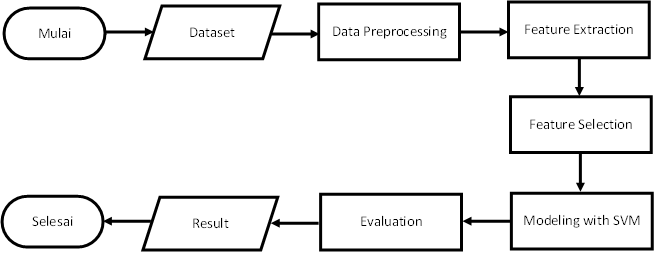 Mulai
Dataset
Data Preprocessing
Feature Extraction
Feature Selection
Modeling with SVM
Evaluation
Result
Selesai